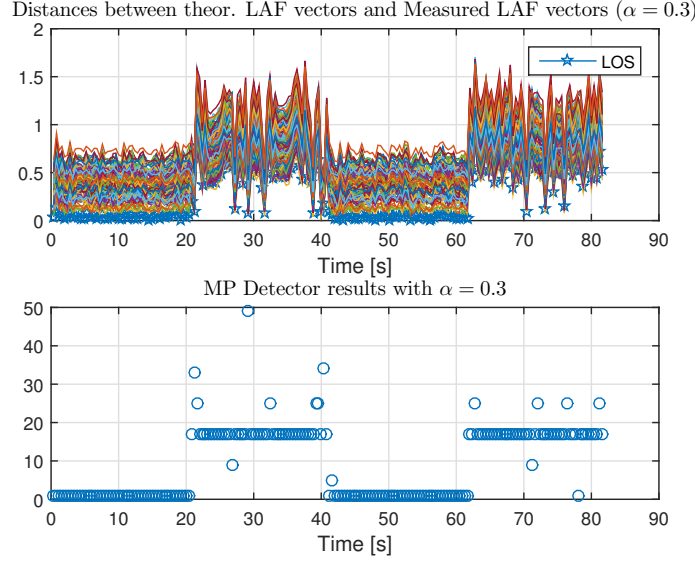 Distances between theor. LAF vectors and Measured LAF vectors (α = 0.3)
2
1.5
1
0.5
0
LOS
0 10 20 30 40 50 60 70 80 90
Time [s]
MP Detector results with α = 0.3
50
40
30
20
10
0
0 10 20 30 40 50 60 70 80 90
Time [s]